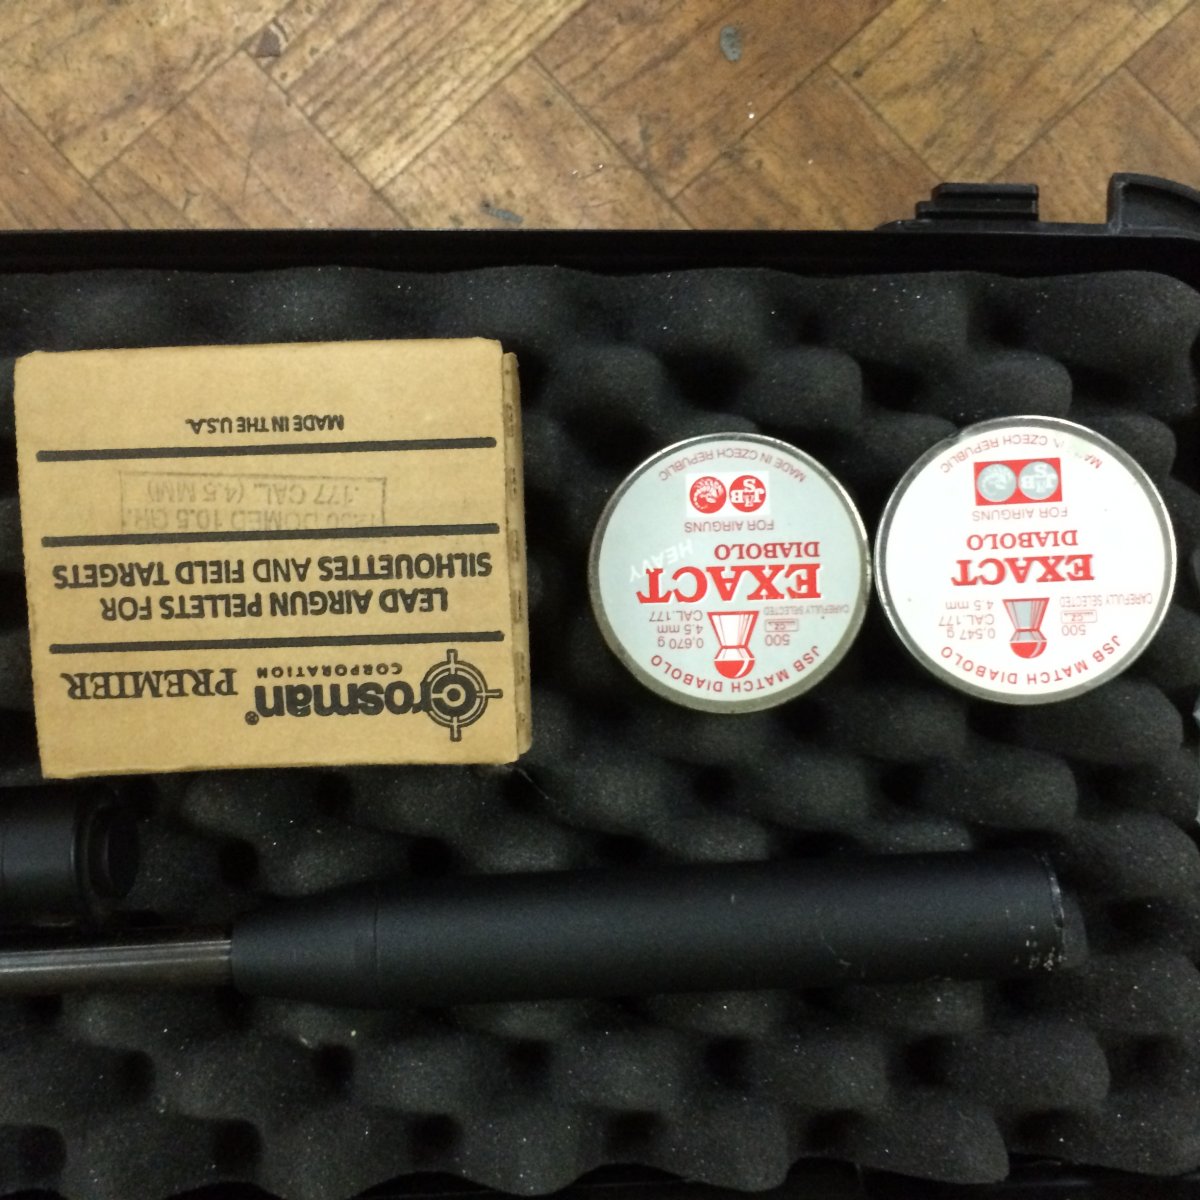 Crosman® PREMIER
CORPORATION
LEAD AIRGUN PELLETS FOR
SILHOUETTES AND FIELD TARGETS
DOMED 10.5 GR
.177 CAL. (4.5 MM)
MADE IN THE U.S.A.
JSB MATCH DIABOLO
500
0.547 g
CAL.177
4.5 mm
CAREFULLY SELECTED
EXACT
DIABOLO
FOR AIRGUNS
JSB
MADE IN CZECH REPUBLIC
JSB MATCH DIABOLO
500
0.670 g
4.5 mm
CAL.177
CAREFULLY SELECTED
EXACT
HEAVY
DIABOLO
FOR AIRGUNS
JSB
MADE IN CZECH REPUBLIC